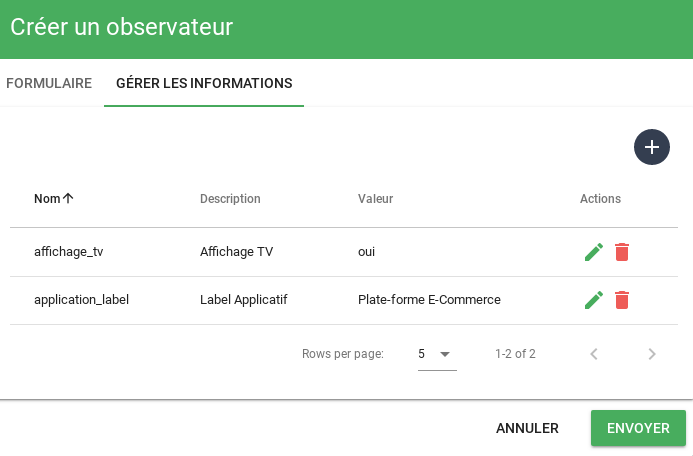 Créer un observateur
FORMULAIRE GÉRER LES INFORMATIONS
Nom Description Valeur Actions
affichage_tv Affichage TV oui
application_label Label Applicatif Plate-forme E-Commerce
Rows per page: 5 1-2 of 2
ANNULER ENVOYER